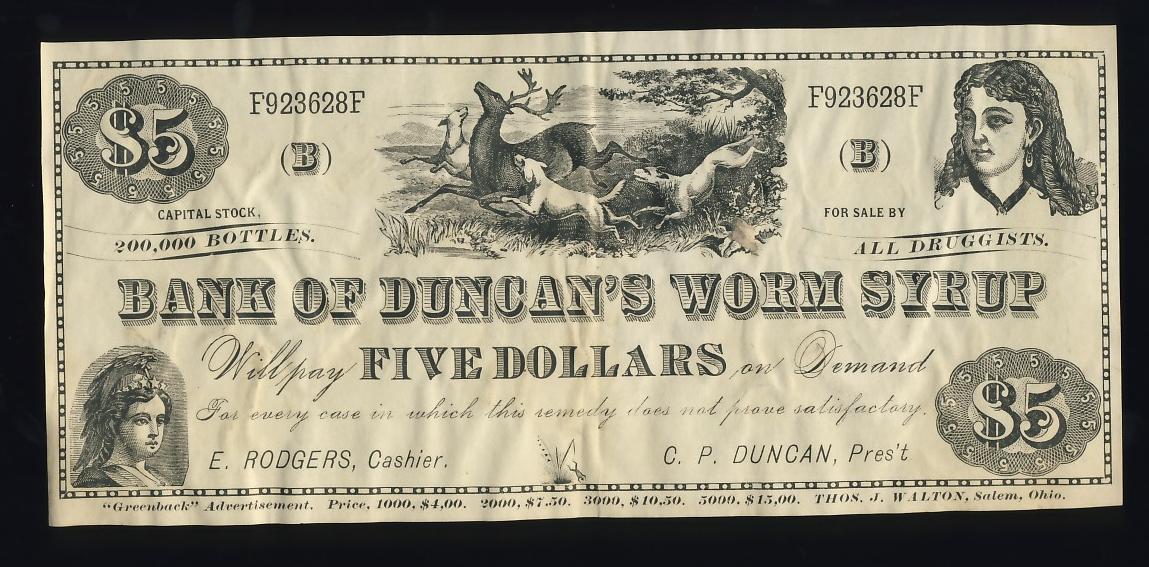 $5
F923628F
F923628F
(B)
(B)
CAPITAL STOCK,
200,000 BOTTLES.
FOR SALE BY
ALL DRUGGISTS.
BANK OF DUNCAN'S WORM SYRUP
Will pay FIVE DOLLARS on Demand
For every case in which this remedy does not prove satisfactory.
E. RODGERS, Cashier.
C. P. DUNCAN, Pres't
$5
"Greenback" Advertisement. Price, 1000, $4,00. 2000, $7.50. 3000, $10,50. 5000, $15,00. THOS. J. WALTON, Salem, Ohio.